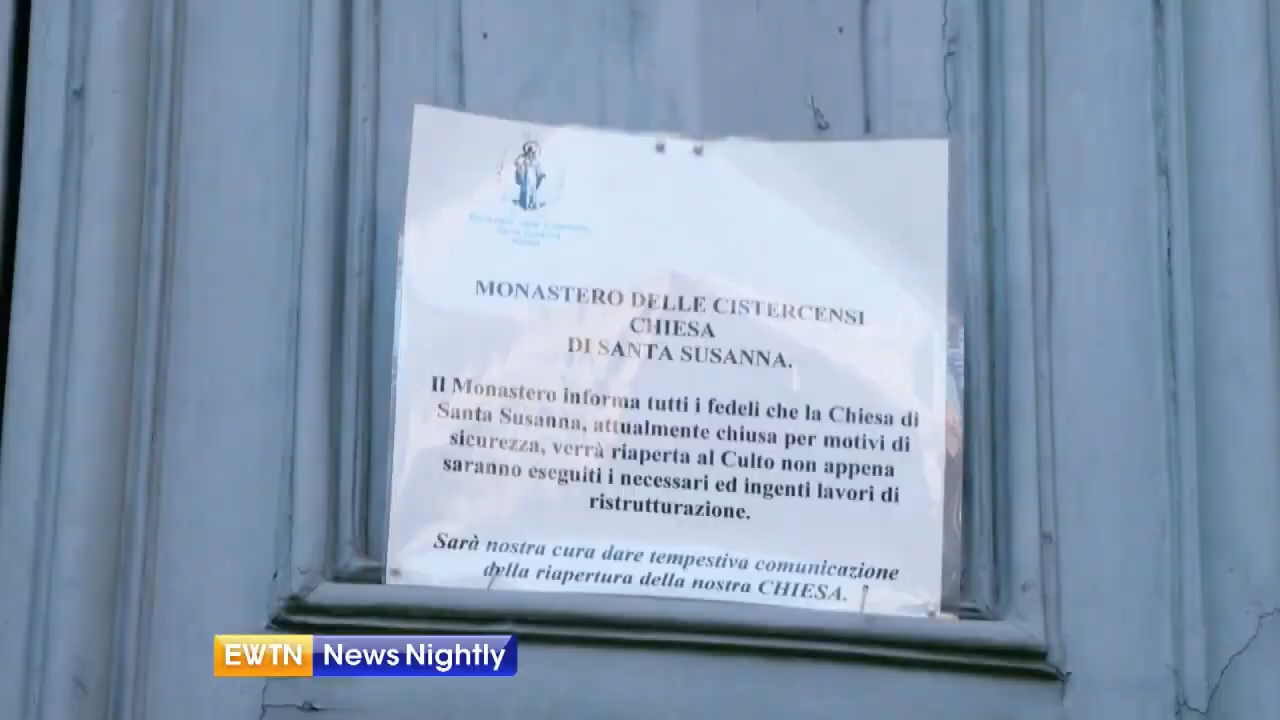 MONASTERO DELLE CISTERCENSI
CHIESA
DI SANTA SUSANNA.
Il Monastero informa tutti i fedeli che la Chiesa di
Santa Susanna, attualmente chiusa per motivi di
sicurezza, verrà riaperta al Culto non appena
saranno eseguiti i necessari ed ingenti lavori di
ristrutturazione.
Sarà nostra cura dare tempestiva comunicazione
della riapertura della nostra CHIESA.
EWTN News Nightly